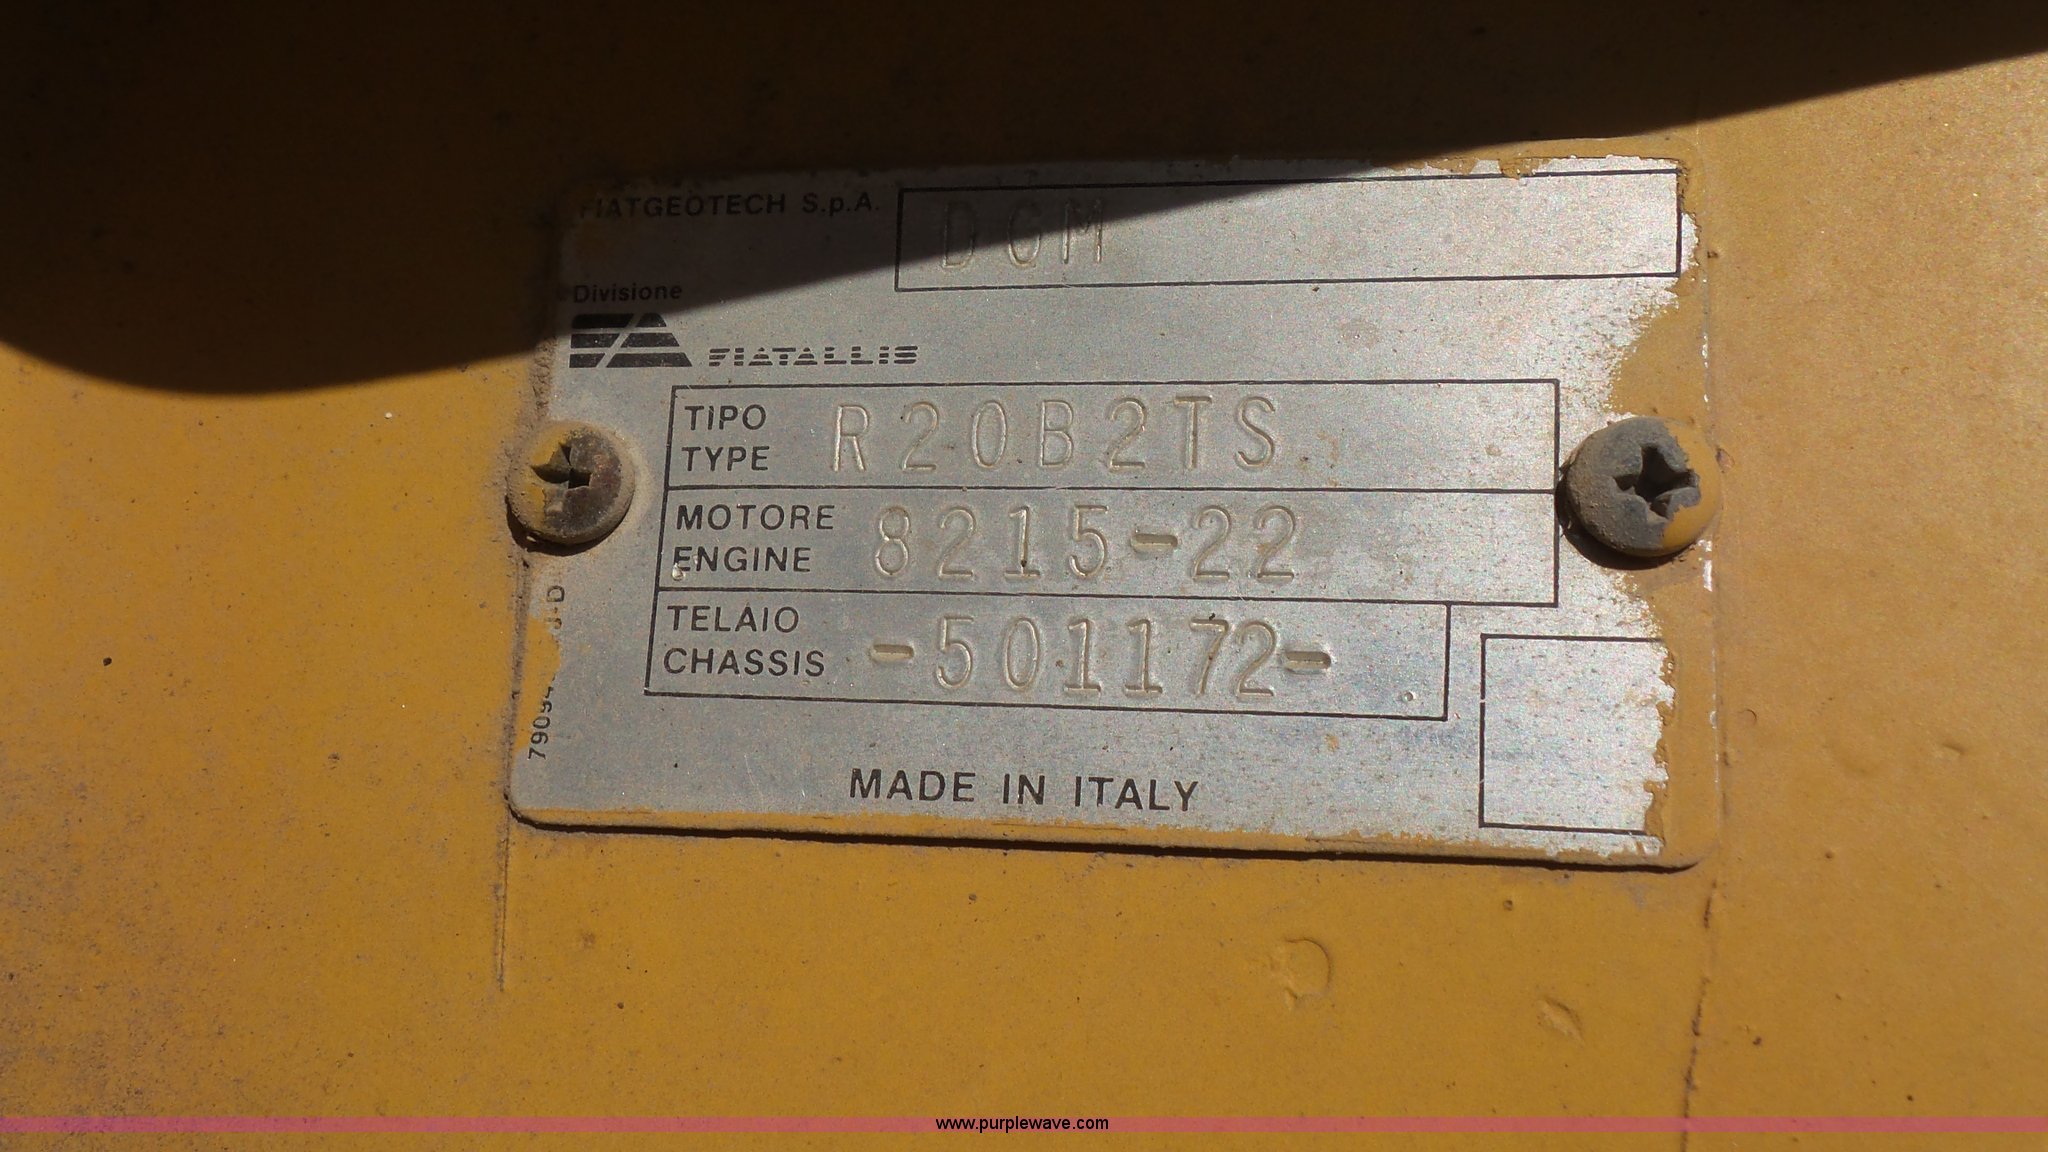 FIATGEOTECH S.p.A.
DGM
Divisione
FIATALLIS
TIPO
TYPE
R20B2TS
MOTORE
ENGINE
8215-22
TELAIO
CHASSIS
-501172-
MADE IN ITALY
www.purplewave.com